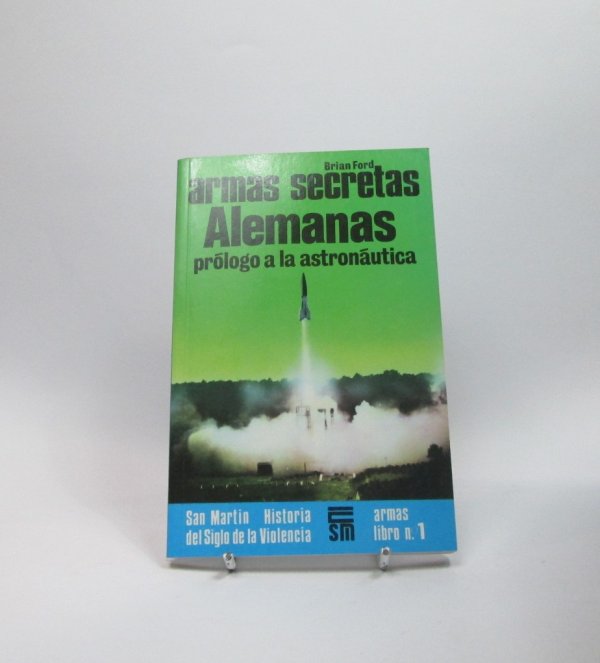 Brian Ford
armas secretas
Alemanas
prólogo a la astronáutica
San Martin Historia
del Siglo de la Violencia
Sm
armas
libro n. 1